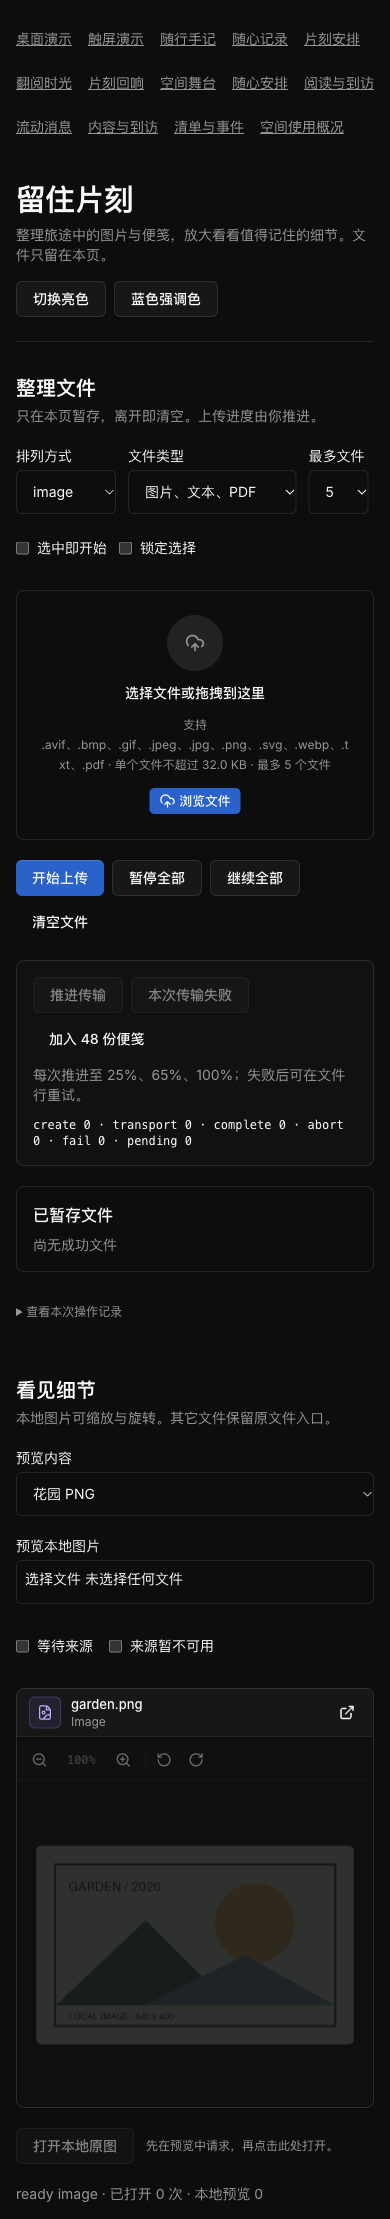 桌面演示 触屏演示 随行手记 随心记录 片刻安排
翻阅时光 片刻回响 空间舞台 随心安排 阅读与到访
流动消息 内容与到访 清单与事件 空间使用概况
留住片刻
整理旅途中的图片与便笺，放大看看值得记住的细节。文
件只留在本页。
切换亮色 蓝色强调色
整理文件
只在本页暂存，离开即清空。上传进度由你推进。
排列方式 文件类型 最多文件
image 图片、文本、PDF 5
选中即开始 锁定选择
选择文件或拖拽到这里
支持
.avif、.bmp、.gif、.jpeg、.jpg、.png、.svg、.webp、.t
xt、.pdf · 单个文件不超过 32.0 KB · 最多 5 个文件
浏览文件
开始上传 暂停全部 继续全部
清空文件
推进传输 本次传输失败
加入 48 份便笺
每次推进至 25%、65%、100%；失败后可在文件
行重试。
create 0 · transport 0 · complete 0 · abort
0 · fail 0 · pending 0
已暂存文件
尚无成功文件
查看本次操作记录
看见细节
本地图片可缩放与旋转。其它文件保留原文件入口。
预览内容
花园 PNG
预览本地图片
选择文件 未选择任何文件
等待来源 来源暂不可用
garden.png
Image
100%
GARDEN / 2026
LOCAL IMAGE · 640 x 400
打开本地原图 先在预览中请求，再点击此处打开。
ready image · 已打开 0 次 · 本地预览 0